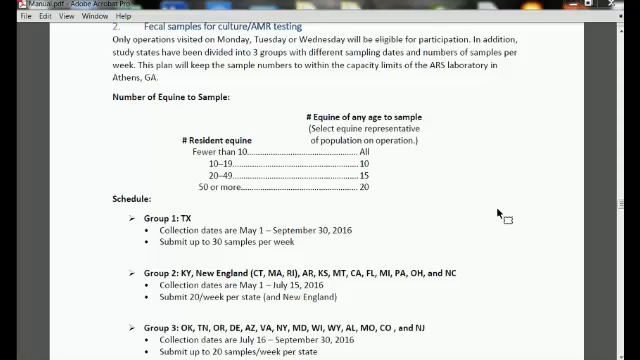 Manual.pdf - Adobe Acrobat Pro
File Edit View Window Help
2. Fecal samples for culture/AMR testing
Only operations visited on Monday, Tuesday or Wednesday will be eligible for participation. In addition,
study states have been divided into 3 groups with different sampling dates and numbers of samples per
week. This plan will keep the sample numbers to within the capacity limits of the ARS laboratory in
Athens, GA.
Number of Equine to Sample:
# Equine of any age to sample
(Select equine representative
# Resident equine of population on operation.)
Fewer than 10 All
10–19 10
20–49 15
50 or more 20
Schedule:
➢ Group 1: TX
• Collection dates are May 1 – September 30, 2016
• Submit up to 30 samples per week
➢ Group 2: KY, New England (CT, MA, RI), AR, KS, MT, CA, FL, MI, PA, OH, and NC
• Collection dates are May 1 – July 15, 2016
• Submit 20/week per state (and New England)
➢ Group 3: OK, TN, OR, DE, AZ, VA, NY, MD, WI, WY, AL, MO, CO , and NJ
• Collection dates are July 16 – September 30, 2016
• Submit up to 20 samples/week per state